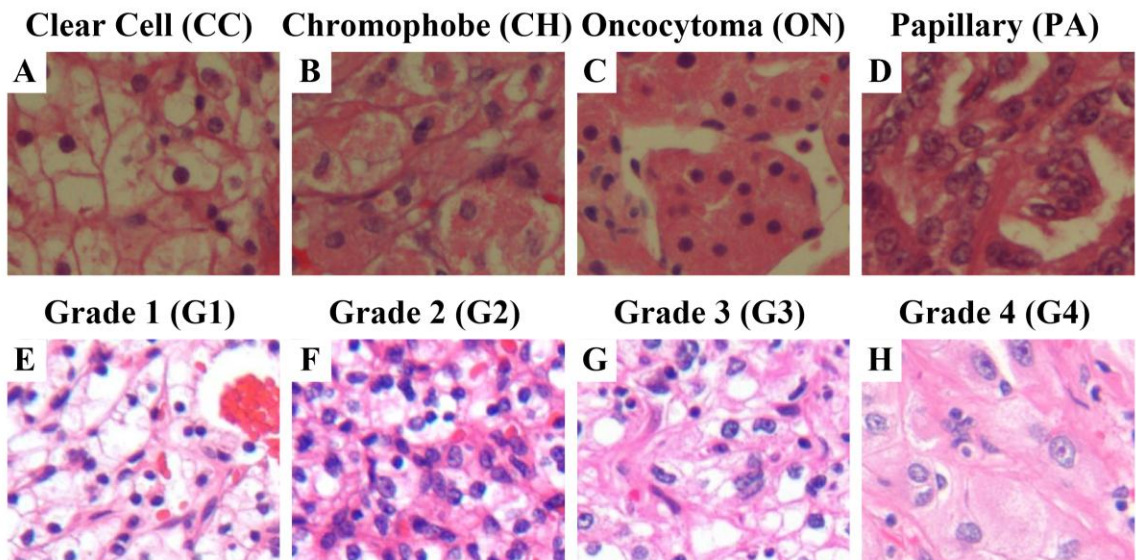 Clear Cell (CC) Chromophobe (CH) Oncocytoma (ON) Papillary (PA)
A B C D
Grade 1 (G1) Grade 2 (G2) Grade 3 (G3) Grade 4 (G4)
E F G H